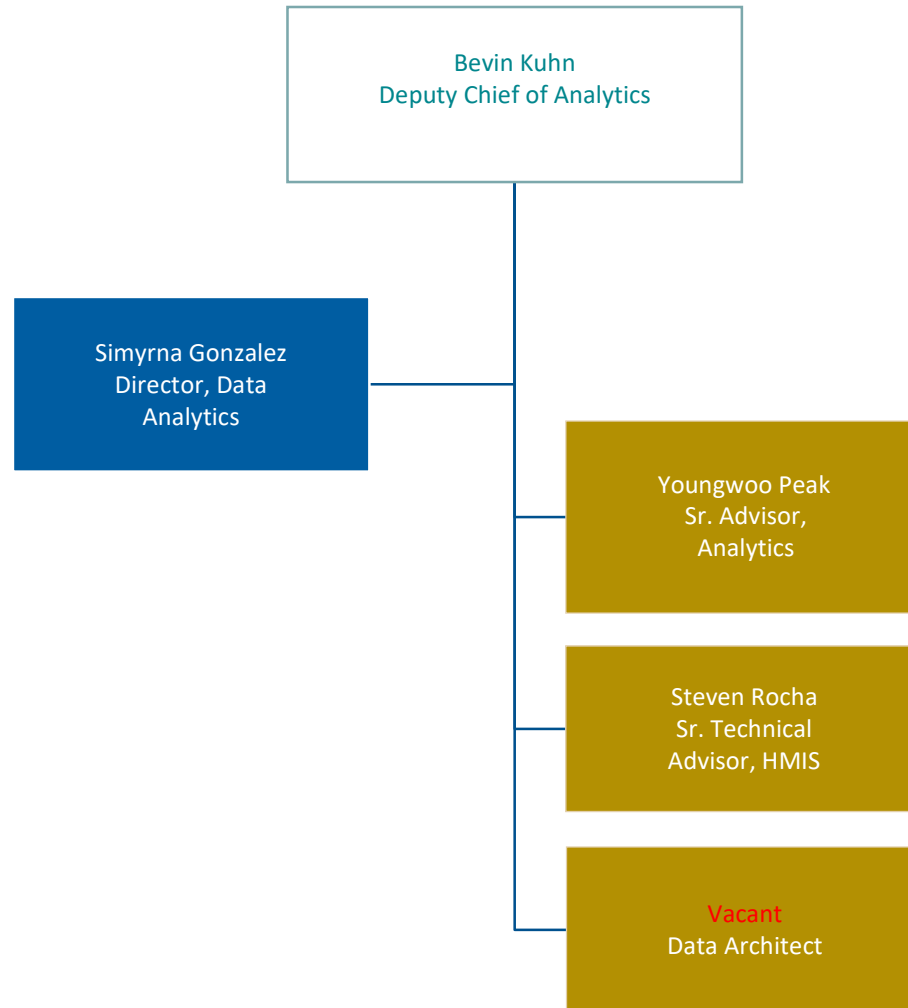 Bevin Kuhn
Deputy Chief of Analytics
Simyrna Gonzalez
Director, Data
Analytics
Youngwoo Peak
Sr. Advisor,
Analytics
Steven Rocha
Sr. Technical
Advisor, HMIS
Vacant
Data Architect